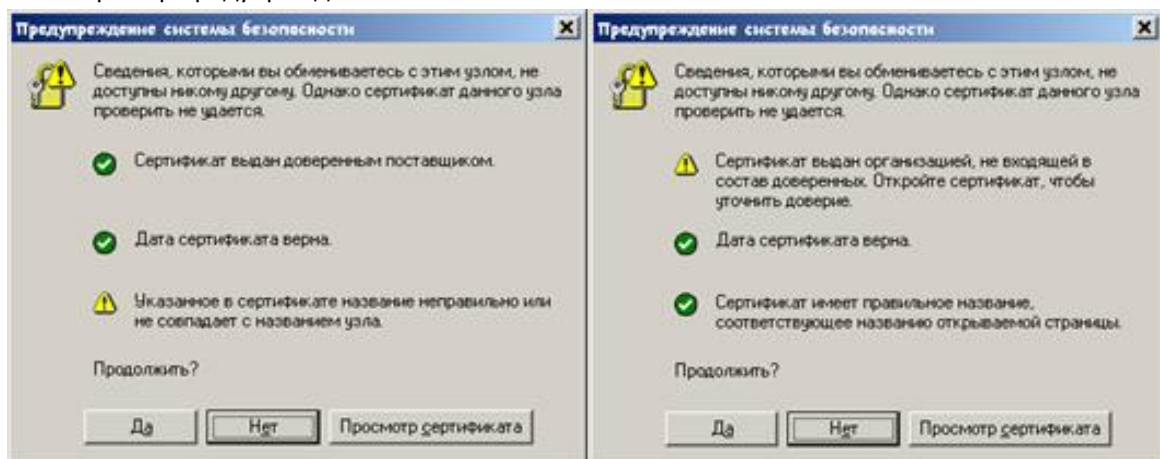 Предупреждение системы безопасности
Сведения, которыми вы обмениваетесь с этим узлом, не
доступны никому другому. Однако сертификат данного узла
проверить не удается.
Сертификат выдан доверенным поставщиком.
Дата сертификата верна.
Указанное в сертификате название неправильно или
не совпадает с названием узла.
Продолжить?
Да
Нет
Просмотр сертификата
Предупреждение системы безопасности
Сведения, которыми вы обмениваетесь с этим узлом, не
доступны никому другому. Однако сертификат данного узла
проверить не удается.
Сертификат выдан организацией, не входящей в
состав доверенных. Откройте сертификат, чтобы
уточнить доверие.
Дата сертификата верна.
Сертификат имеет правильное название,
соответствующее названию открываемой страницы.
Продолжить?
Да
Нет
Просмотр сертификата